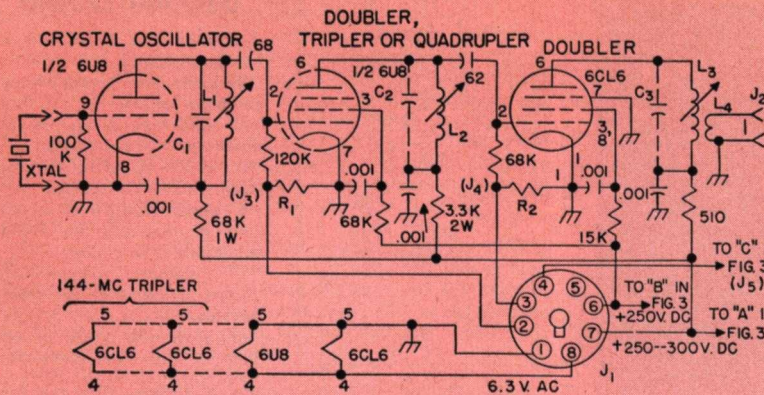 DOUBLER,
CRYSTAL OSCILLATOR
TRIPLER OR QUADRUPLER
DOUBLER
1/2 6U8
1
68
6
1/2 6U8
C2
62
6
6CL6
7
C3
L3
J2
9
L1
2
3
L2
2
3,
8
L4
1
100
K
C1
8
120K
7
.001
68K
1
.001
XTAL
.001
(J3)
R1
(J4)
R2
1
.001
68K
1W
68K
.001
3.3K
2W
15K
510
TO "C"
FIG. 3
(J5)
144-MC TRIPLER
4
5
3
6
2
7
1
8
TO "B" IN
FIG. 3
+250V. DC
TO "A" I
FIG. 3
+250--300V. DC
5
5
5
5
6CL6
6CL6
6U8
6CL6
4
4
4
4
6.3 V. AC
J1